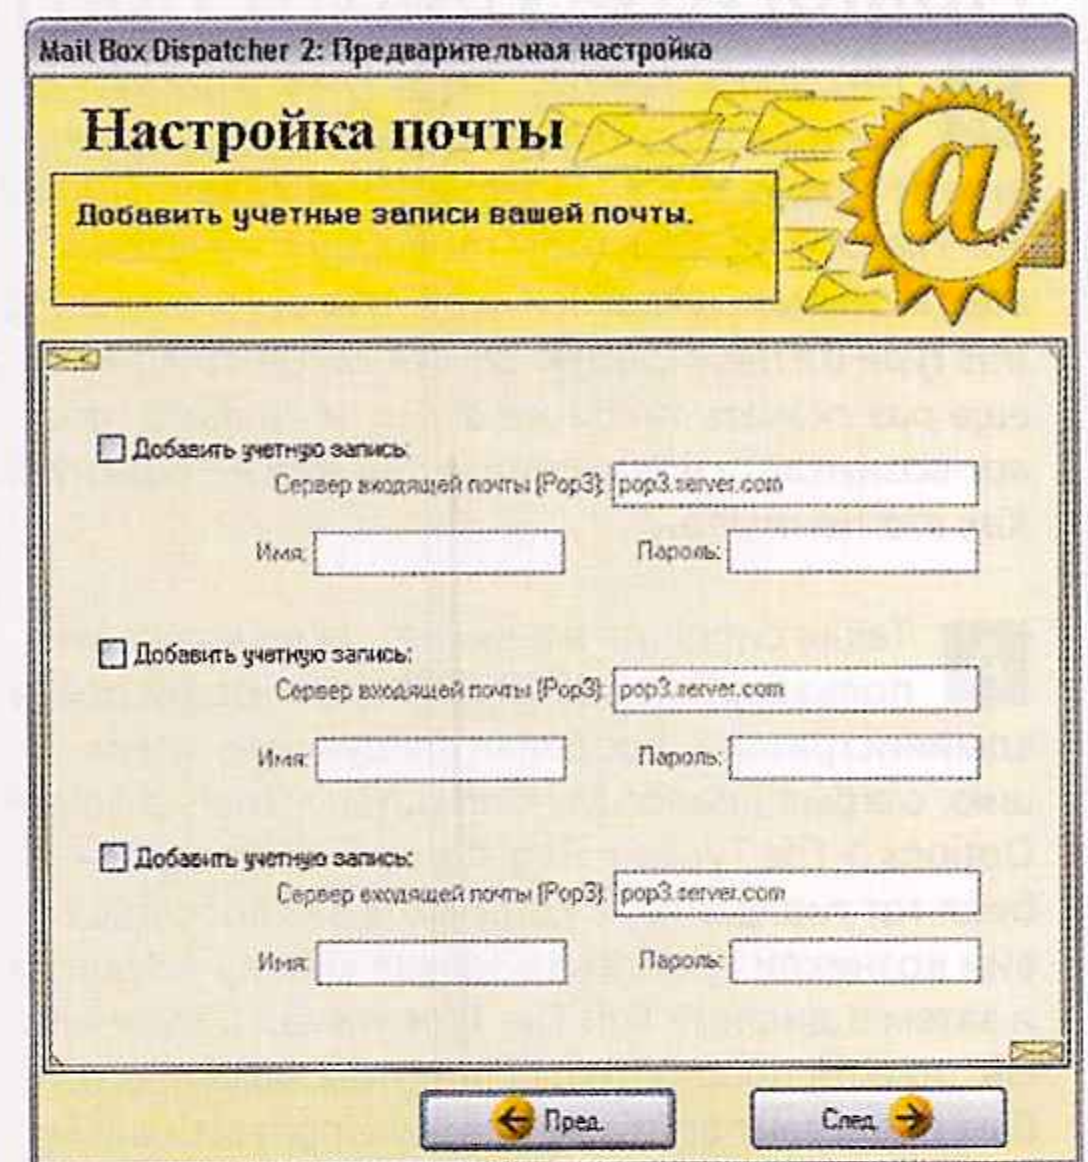 Mail Box Dispatcher 2: Предварительная настройка
Настройка почты
Добавить учетные записи вашей почты.
Добавить учетную запись:
Сервер входящей почты (Pop3): pop3.server.com
Имя: Пароль:
Добавить учетную запись:
Сервер входящей почты (Pop3): pop3.server.com
Имя: Пароль:
Добавить учетную запись:
Сервер входящей почты (Pop3): pop3.server.com
Имя: Пароль:
Пред. След.